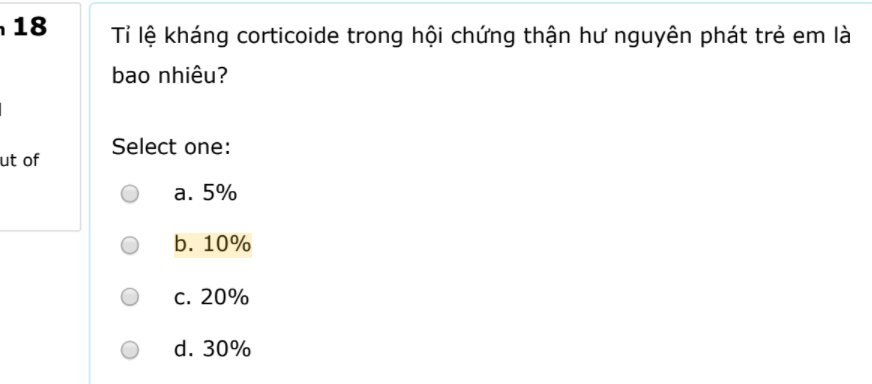 18
Tỉ lệ kháng corticoide trong hội chứng thận hư nguyên phát trẻ em là
bao nhiêu?
Select one:
ut of
a. 5%
b. 10%
c. 20%
d. 30%